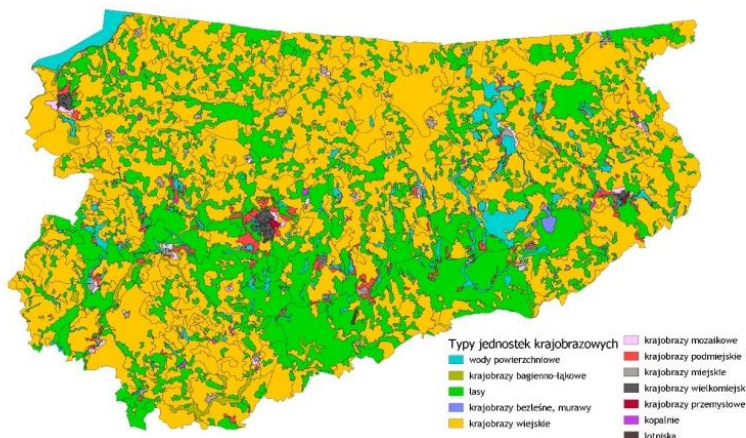 Typy jednostek krajobrazowych
wody powierzchniowe
krajobrazy bagienno-łąkowe
lasy
krajobrazy bezleśne, murawy
krajobrazy wiejskie
krajobrazy mozaikowe
krajobrazy podmiejskie
krajobrazy miejskie
krajobrazy wielkomiejsk
krajobrazy przemysłowe
kopalnie
lotniska